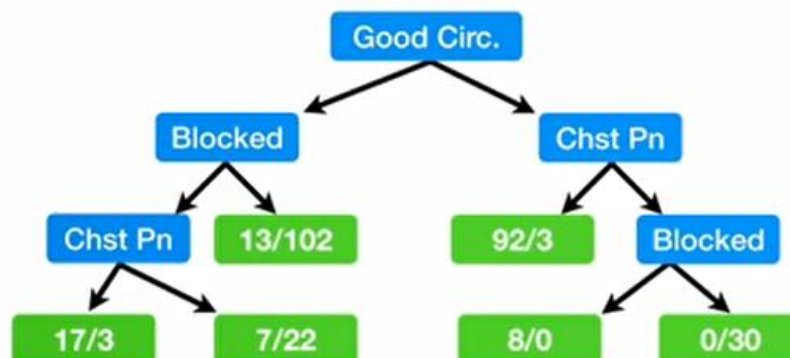 Good Circ.
Blocked
Chst Pn
Chst Pn
13/102
92/3
Blocked
17/3
7/22
8/0
0/30